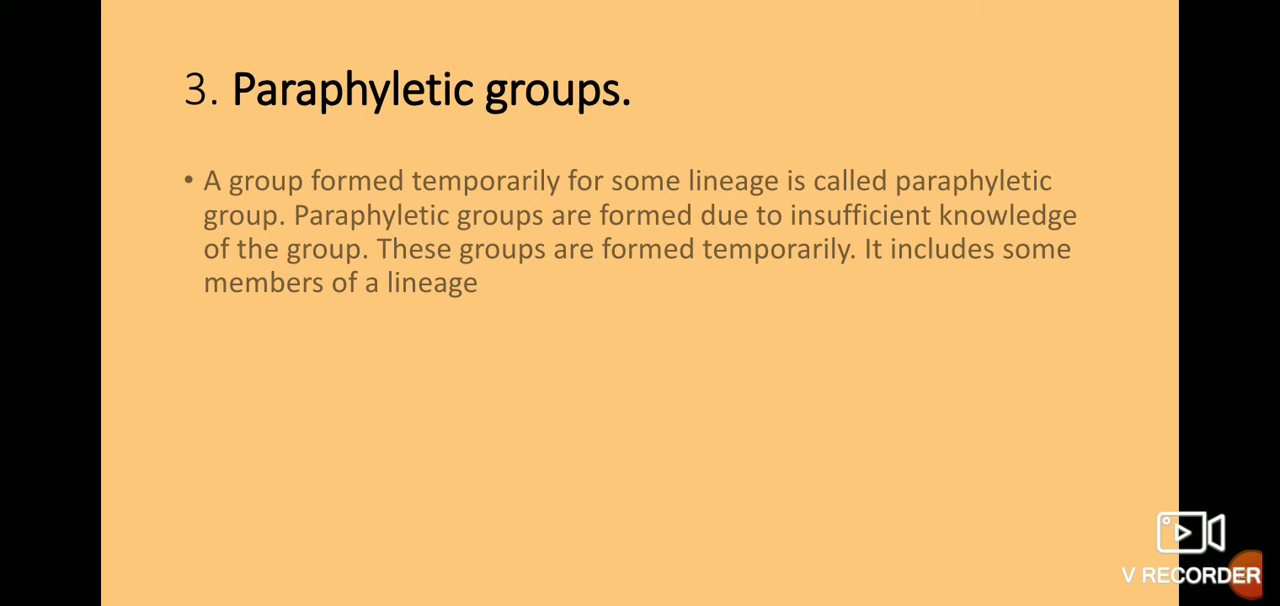 3. Paraphyletic groups.
• A group formed temporarily for some lineage is called paraphyletic
group. Paraphyletic groups are formed due to insufficient knowledge
of the group. These groups are formed temporarily. It includes some
members of a lineage
V RECORDER